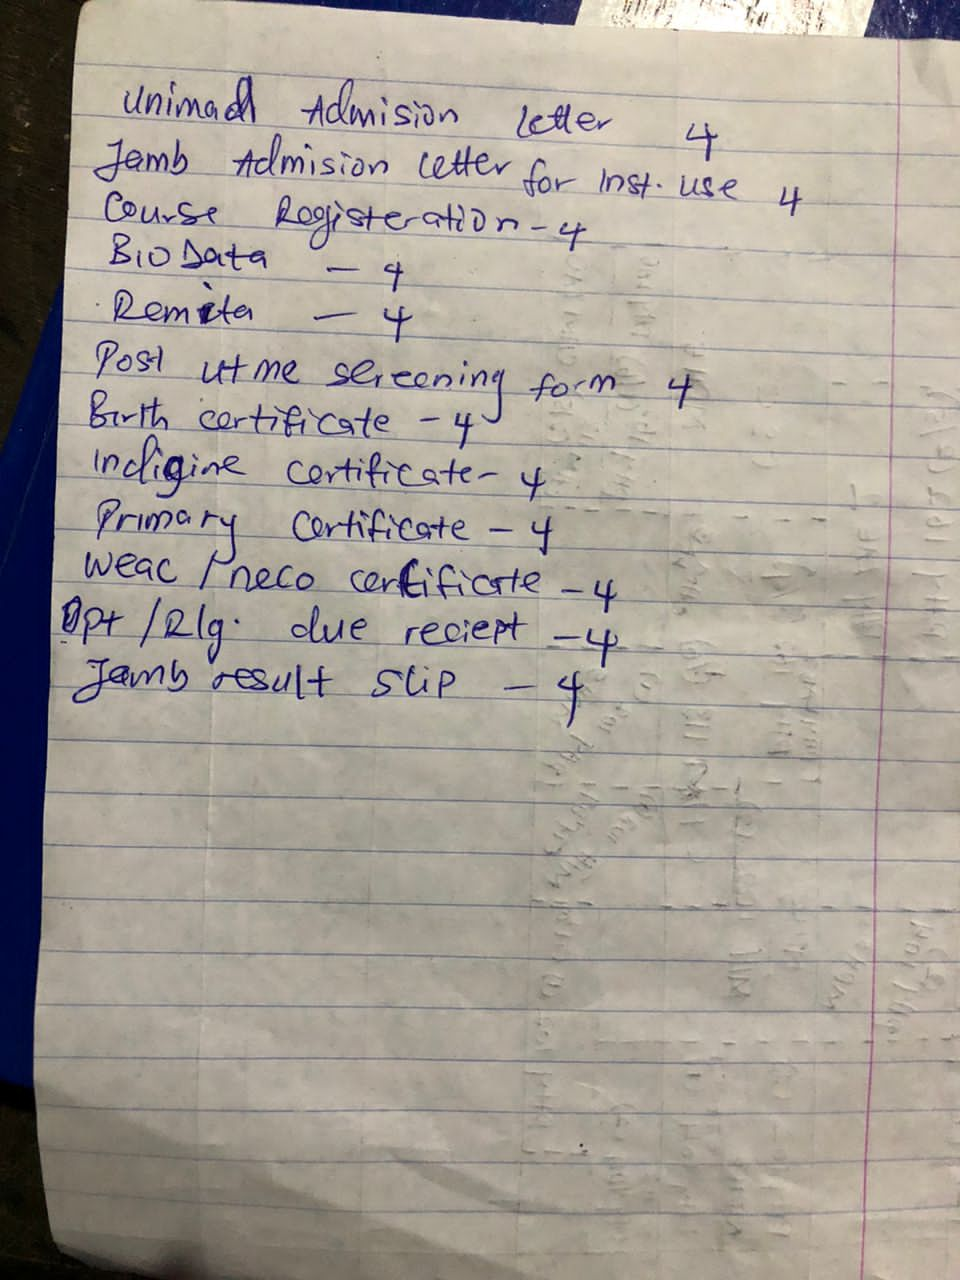 Unimaid Admision letter 4
Jamb Admision letter for inst. use 4
Course Registeration - 4
Bio Data - 4
Remita - 4
Post utme screening form 4
Birth certificate - 4
Indigine certificate - 4
Primary certificate - 4
Weac / neco certificate - 4
Dpt / Rlg. due reciept - 4
Jamb result slip - 4